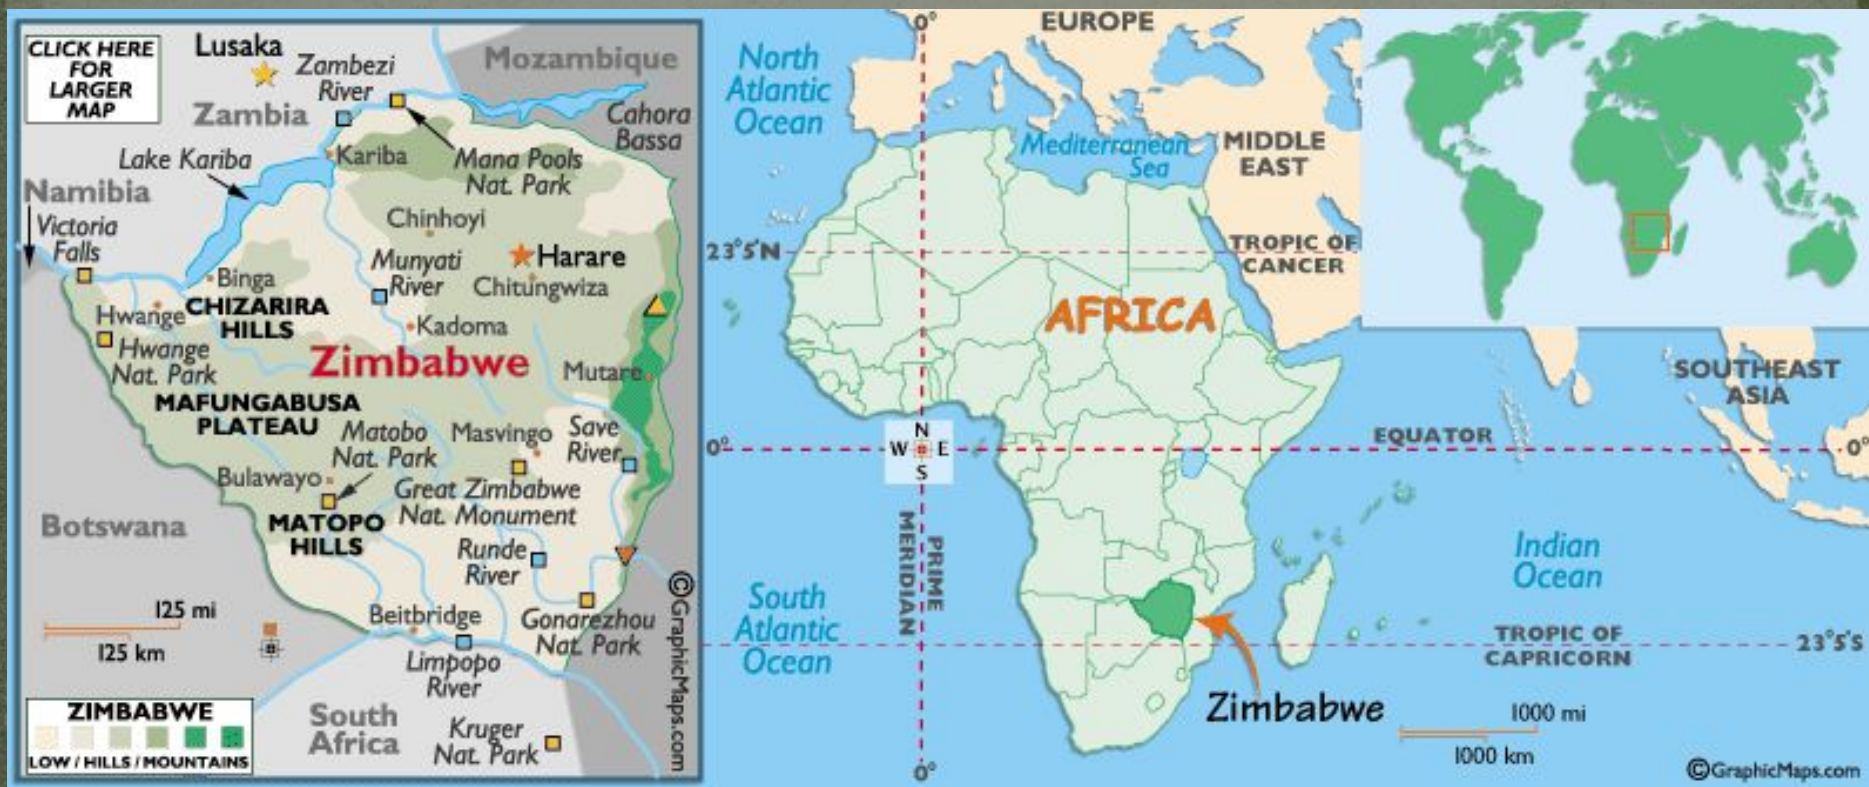 CLICK HERE
FOR
LARGER
MAP
Lusaka
Zambezi
River
Mozambique
Zambia
Cahora
Bassa
Lake Kariba
Kariba
Mana Pools
Nat. Park
Namibia
Victoria
Falls
Chinhoyi
Harare
Munyati
River
Chitungwiza
Binga
CHIZARIRA
HILLS
Hwange
Kadoma
Hwange
Nat. Park
Zimbabwe
Mutare
MAFUNGABUSA
PLATEAU
Matobo
Nat. Park
Masvingo
Save
River
Bulawayo
Great Zimbabwe
Nat. Monument
MATOPO
HILLS
Botswana
Runde
River
125 mi
125 km
Beitbridge
Gonarezhou
Nat. Park
Limpopo
River
South
Africa
Kruger
Nat. Park
©GraphicMaps.com
ZIMBABWE
LOW / HILLS / MOUNTAINS
0°
EUROPE
North
Atlantic
Ocean
Mediterranean
Sea
MIDDLE
EAST
23°5'N
TROPIC OF
CANCER
AFRICA
SOUTHEAST
ASIA
0°
N
W E
S
EQUATOR
0°
PRIME
MERIDIAN
Indian
Ocean
South
Atlantic
Ocean
TROPIC OF
CAPRICORN
23°5'S
Zimbabwe
1000 mi
1000 km
0°
©GraphicMaps.com